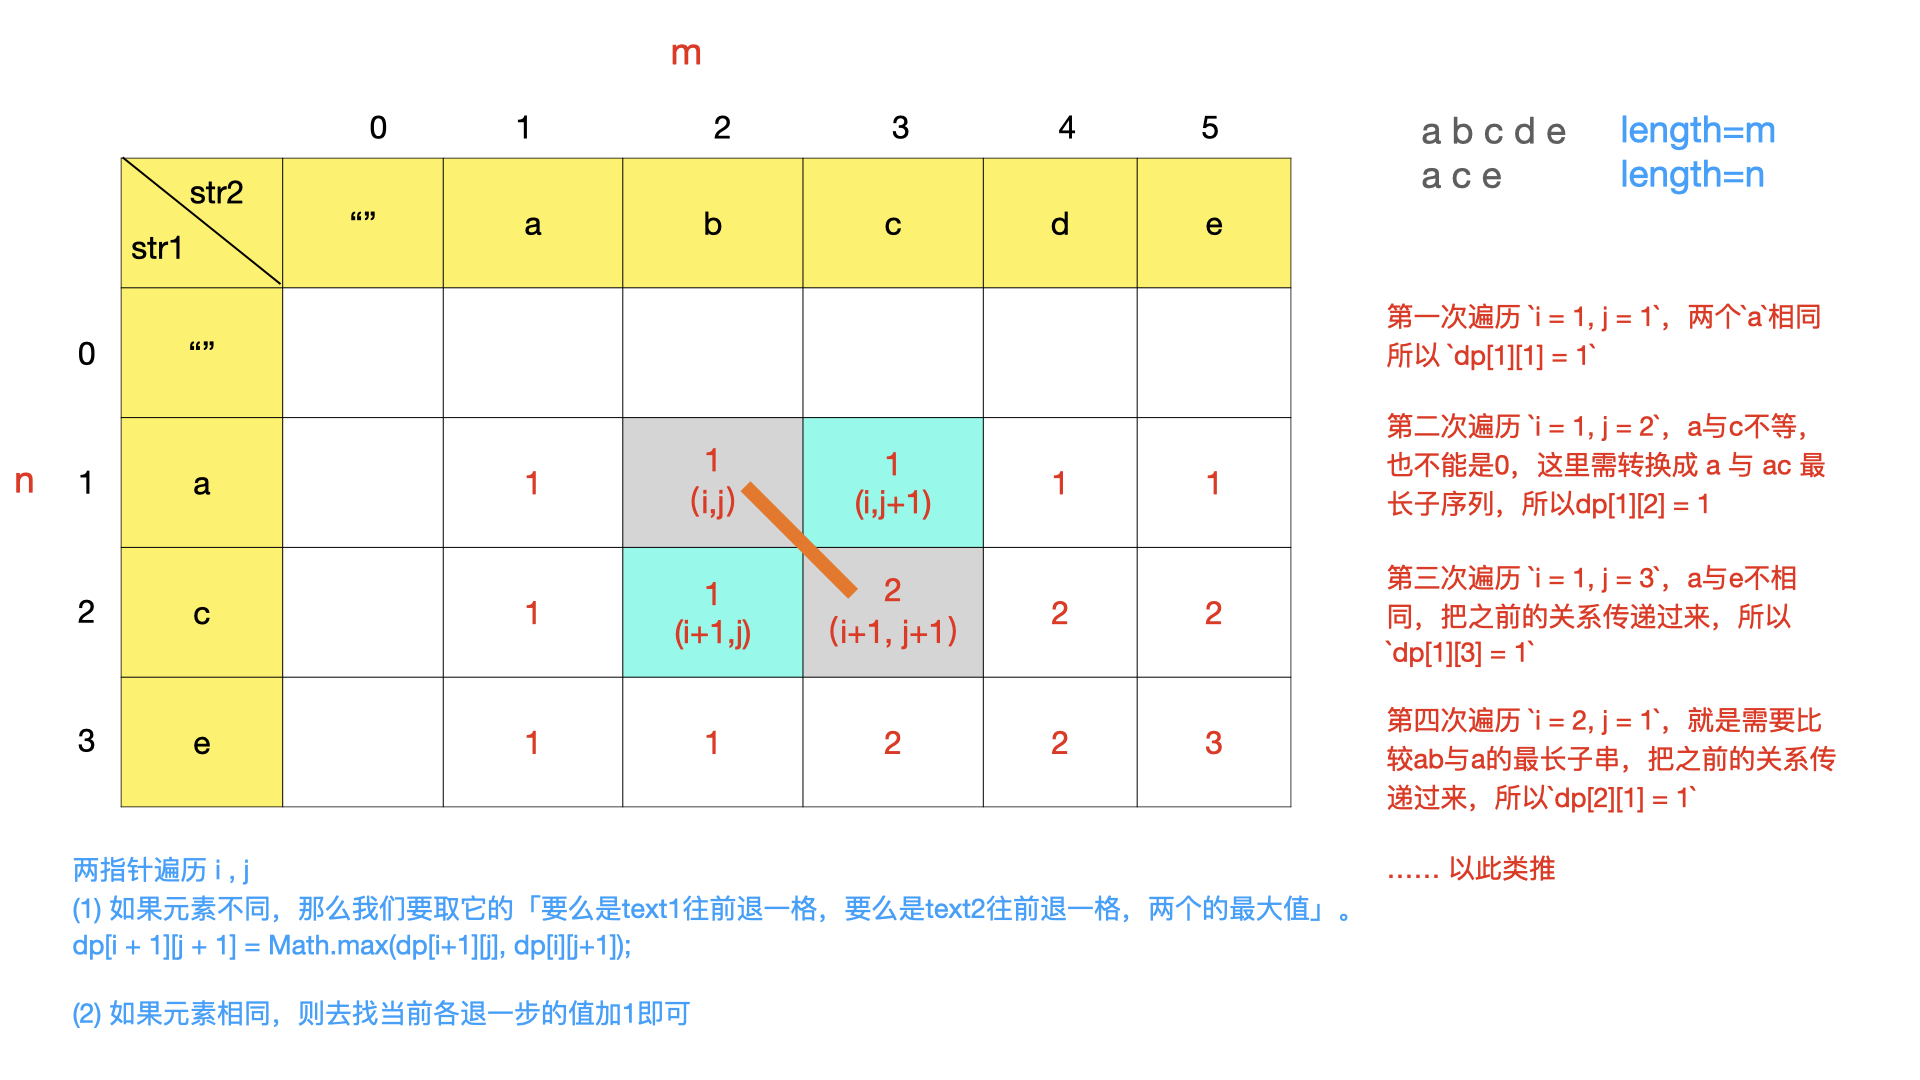 m
0 1 2 3 4 5
a b c d e length=m
a c e length=n
str2
str1
“” a b c d e
0 “”
n 1 a 1 1 1 1 1
(i,j) (i,j+1)
2 c 1 1 2 2 2
(i+1,j) (i+1, j+1)
3 e 1 1 2 2 3
第一次遍历 `i = 1, j = 1`，两个`a`相同
所以 `dp[1][1] = 1`
第二次遍历 `i = 1, j = 2`，a与c不等，
也不能是0，这里需转换成 a 与 ac 最
长子序列，所以dp[1][2] = 1
第三次遍历 `i = 1, j = 3`，a与e不相
同，把之前的关系传递过来，所以
`dp[1][3] = 1`
第四次遍历 `i = 2, j = 1`，就是需要比
较ab与a的最长子串，把之前的关系传
递过来，所以`dp[2][1] = 1`
…… 以此类推
两指针遍历 i , j
(1) 如果元素不同，那么我们要取它的「要么是text1往前退一格，要么是text2往前退一格，两个的最大值」。
dp[i + 1][j + 1] = Math.max(dp[i+1][j], dp[i][j+1]);
(2) 如果元素相同，则去找当前各退一步的值加1即可